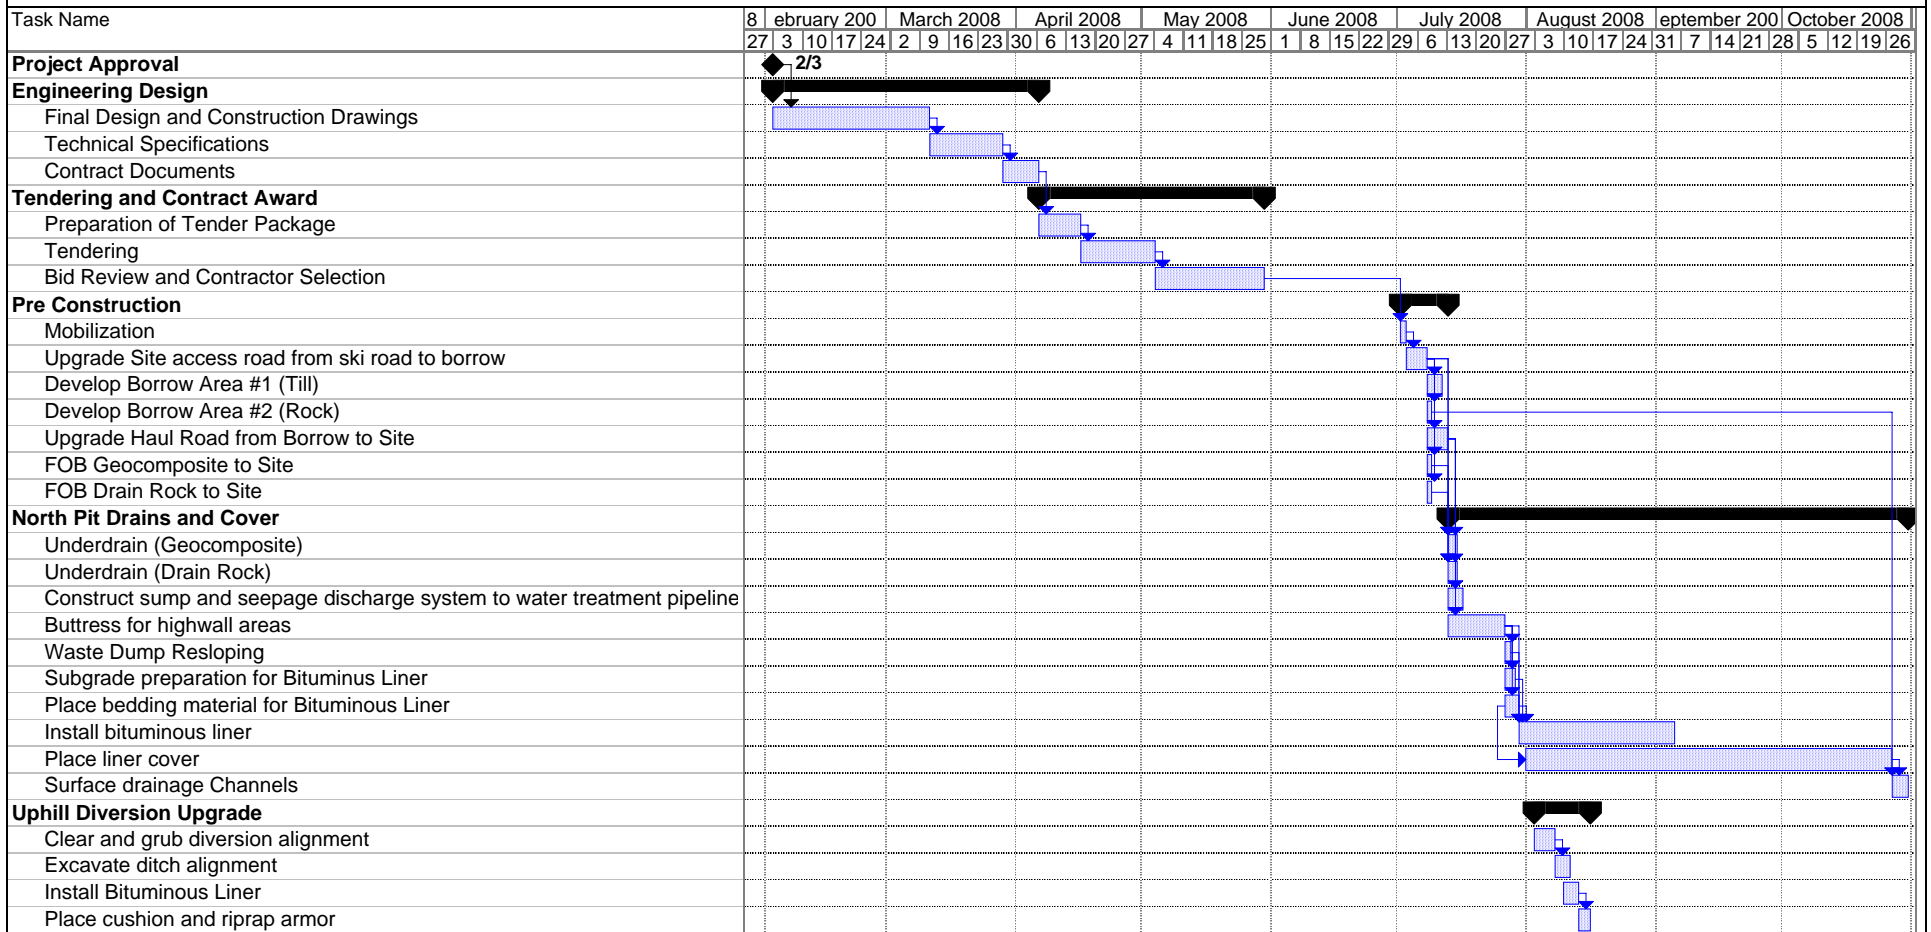 Task Name
8 ebruary 200 March 2008 April 2008 May 2008 June 2008 July 2008 August 2008 eptember 200 October 2008
27 3 10 17 24 2 9 16 23 30 6 13 20 27 4 11 18 25 1 8 15 22 29 6 13 20 27 3 10 17 24 31 7 14 21 28 5 12 19 26
Project Approval 2/3
Engineering Design
Final Design and Construction Drawings
Technical Specifications
Contract Documents
Tendering and Contract Award
Preparation of Tender Package
Tendering
Bid Review and Contractor Selection
Pre Construction
Mobilization
Upgrade Site access road from ski road to borrow
Develop Borrow Area #1 (Till)
Develop Borrow Area #2 (Rock)
Upgrade Haul Road from Borrow to Site
FOB Geocomposite to Site
FOB Drain Rock to Site
North Pit Drains and Cover
Underdrain (Geocomposite)
Underdrain (Drain Rock)
Construct sump and seepage discharge system to water treatment pipeline
Buttress for highwall areas
Waste Dump Resloping
Subgrade preparation for Bituminus Liner
Place bedding material for Bituminous Liner
Install bituminous liner
Place liner cover
Surface drainage Channels
Uphill Diversion Upgrade
Clear and grub diversion alignment
Excavate ditch alignment
Install Bituminous Liner
Place cushion and riprap armor